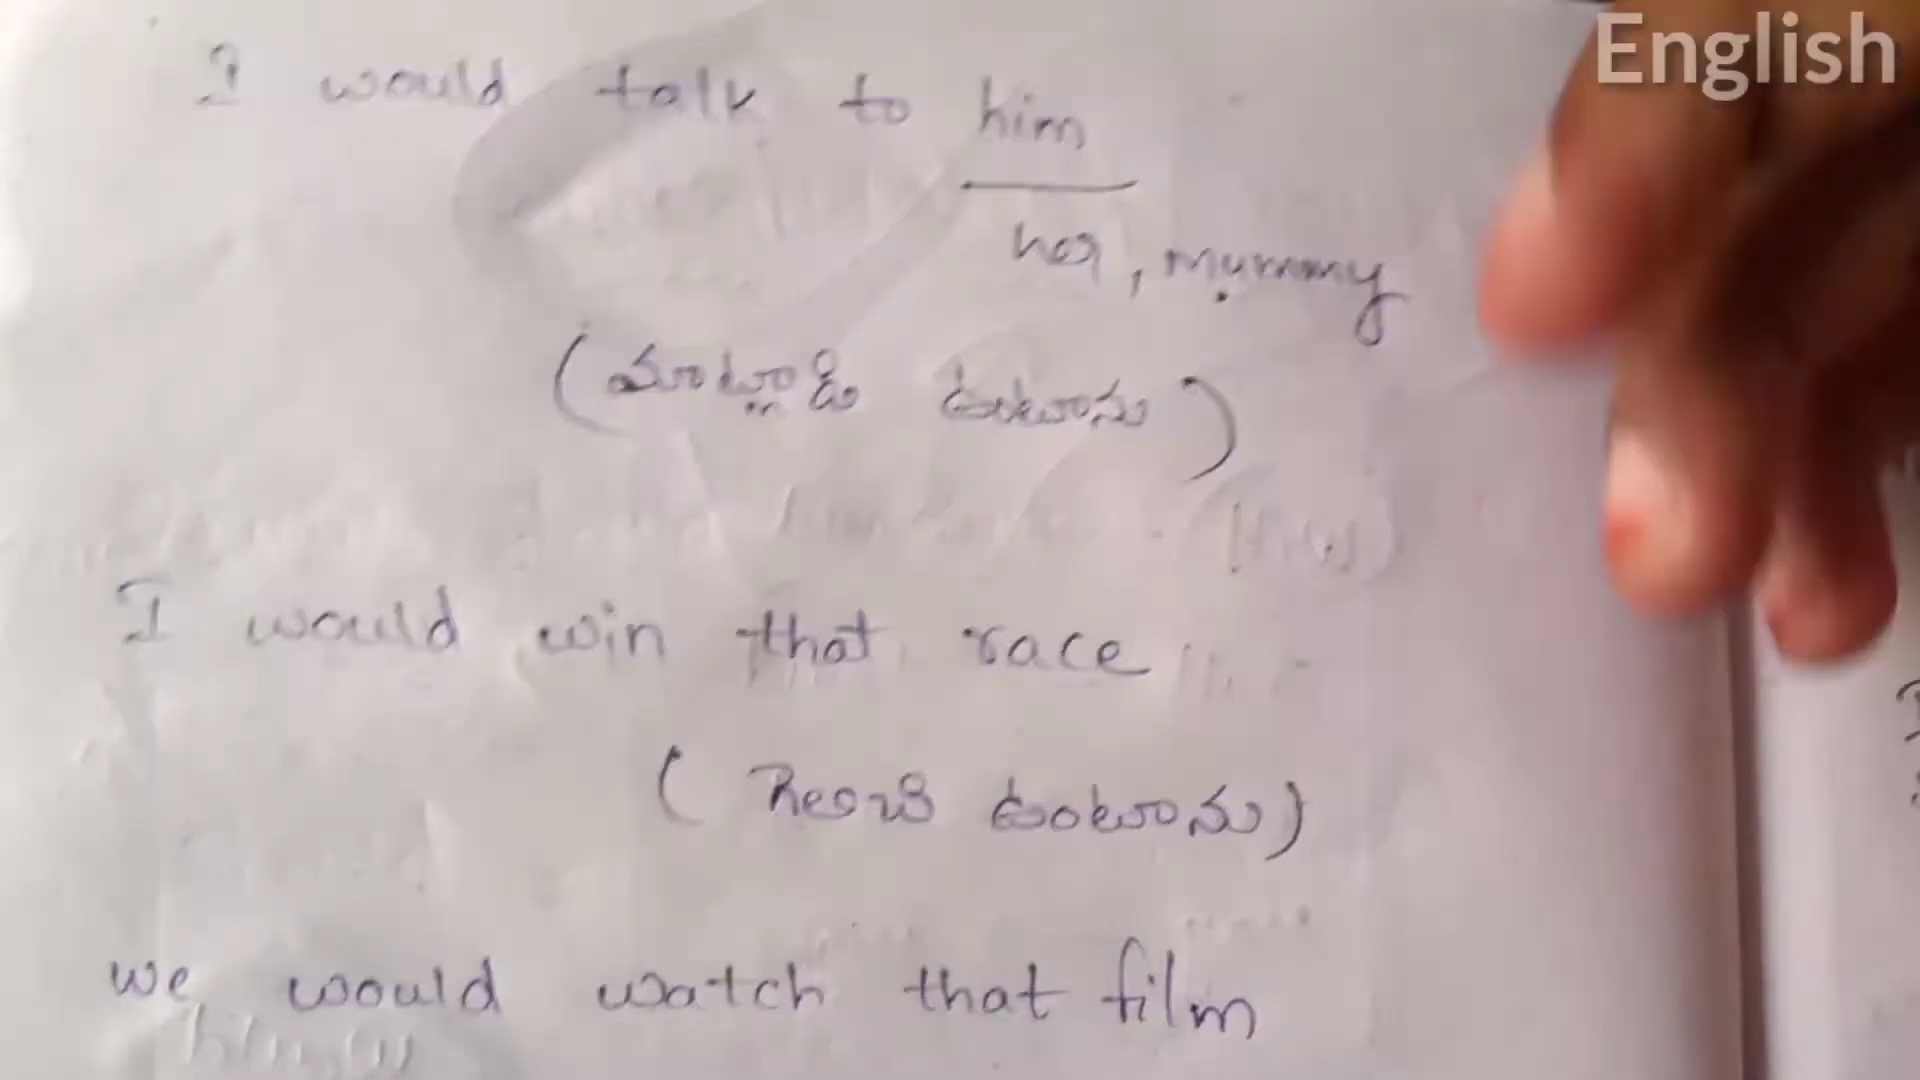 English
I would talk to him
her, mummy
(మాట్లాడి ఉంటాను)
I would win that race
(గెలిచి ఉంటాను)
we would watch that film